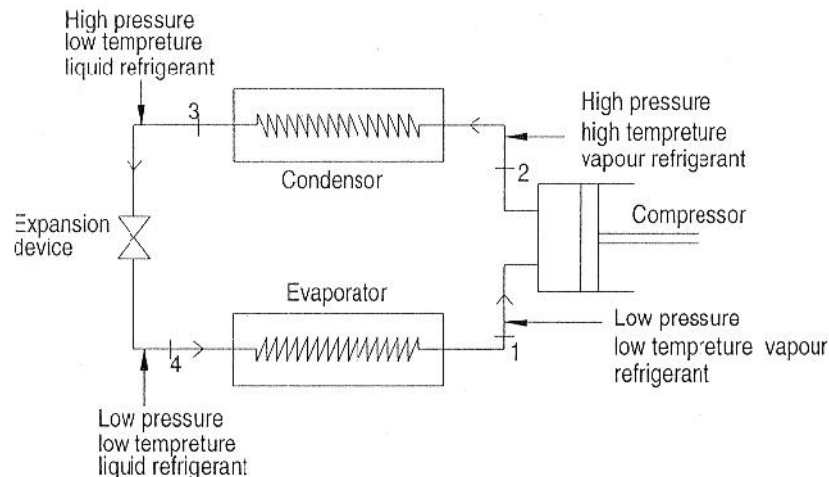 High pressure
low tempreture
liquid refrigerant
3
Condensor
High pressure
high tempreture
vapour refrigerant
2
Compressor
Expansion
device
Evaporator
4
1
Low pressure
low tempreture vapour
refrigerant
Low pressure
low tempreture
liquid refrigerant